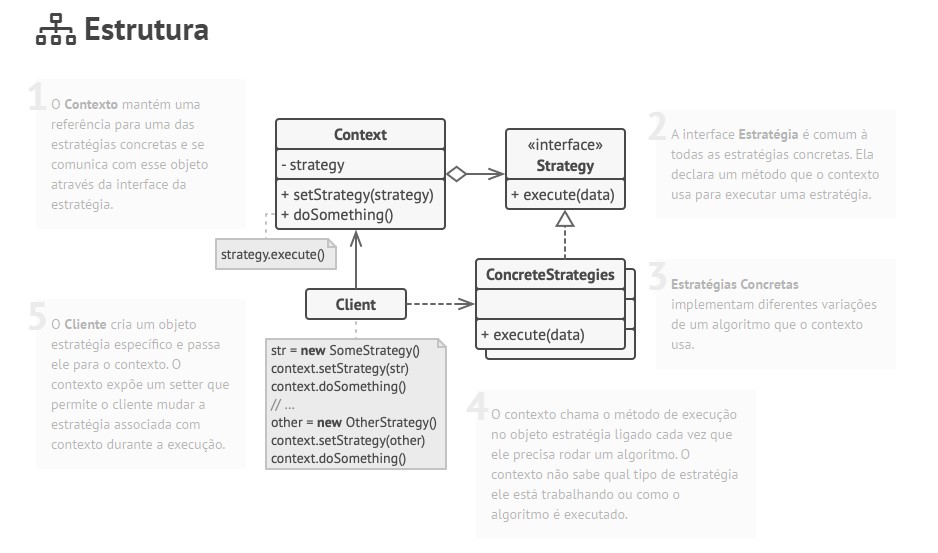 Estrutura
1
O Contexto mantém uma
referência para uma das
estratégias concretas e se
comunica com esse objeto
através da interface da
estratégia.
Context
- strategy
+ setStrategy(strategy)
+ doSomething()
strategy.execute()
«interface»
Strategy
+ execute(data)
2
A interface Estratégia é comum à
todas as estratégias concretas. Ela
declara um método que o contexto
usa para executar uma estratégia.
ConcreteStrategies
+ execute(data)
3
Estratégias Concretas
implementam diferentes variações
de um algoritmo que o contexto
usa.
Client
str = new SomeStrategy()
context.setStrategy(str)
context.doSomething()
// ...
other = new OtherStrategy()
context.setStrategy(other)
context.doSomething()
5
O Cliente cria um objeto
estratégia específico e passa
ele para o contexto. O
contexto expõe um setter que
permite o cliente mudar a
estratégia associada com
contexto durante a execução.
4
O contexto chama o método de execução
no objeto estratégia ligado cada vez que
ele precisa rodar um algoritmo. O
contexto não sabe qual tipo de estratégia
ele está trabalhando ou como o
algoritmo é executado.